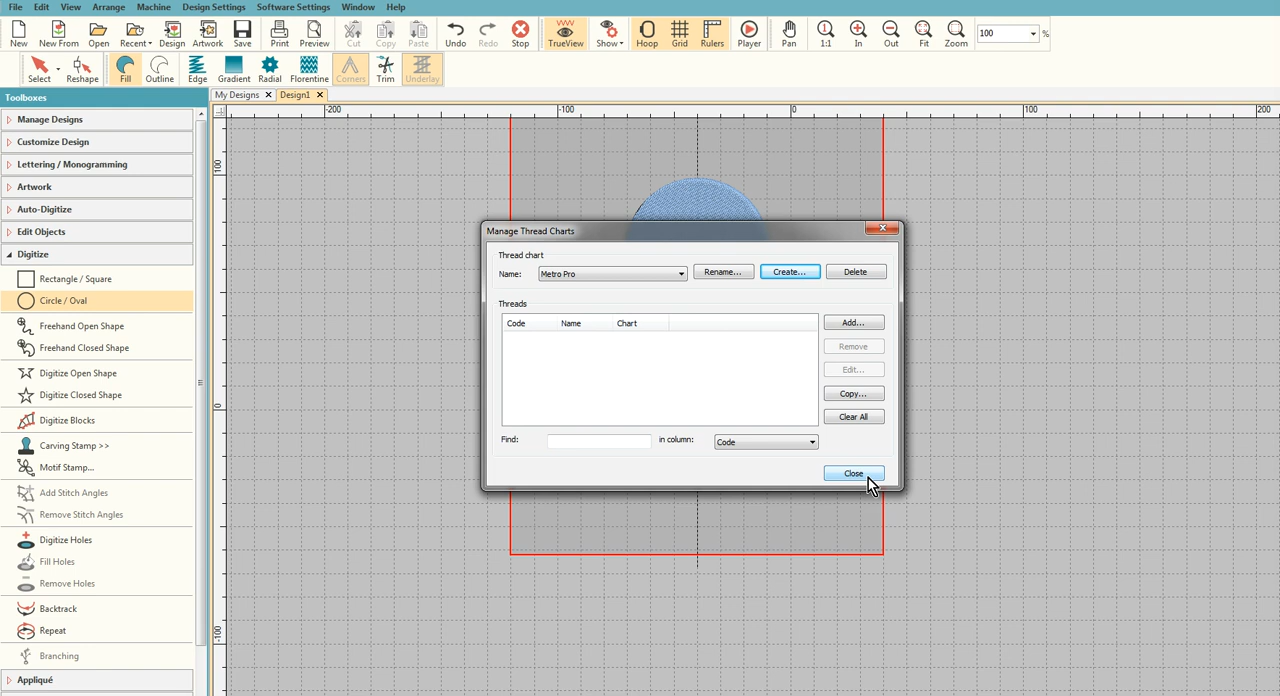 File Edit View Arrange Machine Design Settings Software Settings Window Help
New New From Open Recent Design Artwork Save Print Preview Cut Copy Paste Undo Redo Stop TrueView Show Hoop Grid Rulers Player Pan 1:1 In Out Fit Zoom 100 %
Select Reshape Fill Outline Edge Gradient Radial Florentine Corners Trim Underlay
Toolboxes
My Designs Design1
-200 -100 0 100 200
Manage Designs
Customize Design
Lettering / Monogramming
Artwork
Auto-Digitize
Edit Objects
Digitize
Rectangle / Square
Circle / Oval
Freehand Open Shape
Freehand Closed Shape
Digitize Open Shape
Digitize Closed Shape
Digitize Blocks
Carving Stamp >>
Motif Stamp...
Add Stitch Angles
Remove Stitch Angles
Digitize Holes
Fill Holes
Remove Holes
Backtrack
Repeat
Branching
Appliqué
100
0
-100
Manage Thread Charts
Thread chart
Name: Metro Pro Rename... Create... Delete
Threads
Code Name Chart
Add...
Remove
Edit...
Copy...
Clear All
Find: in column: Code
Close